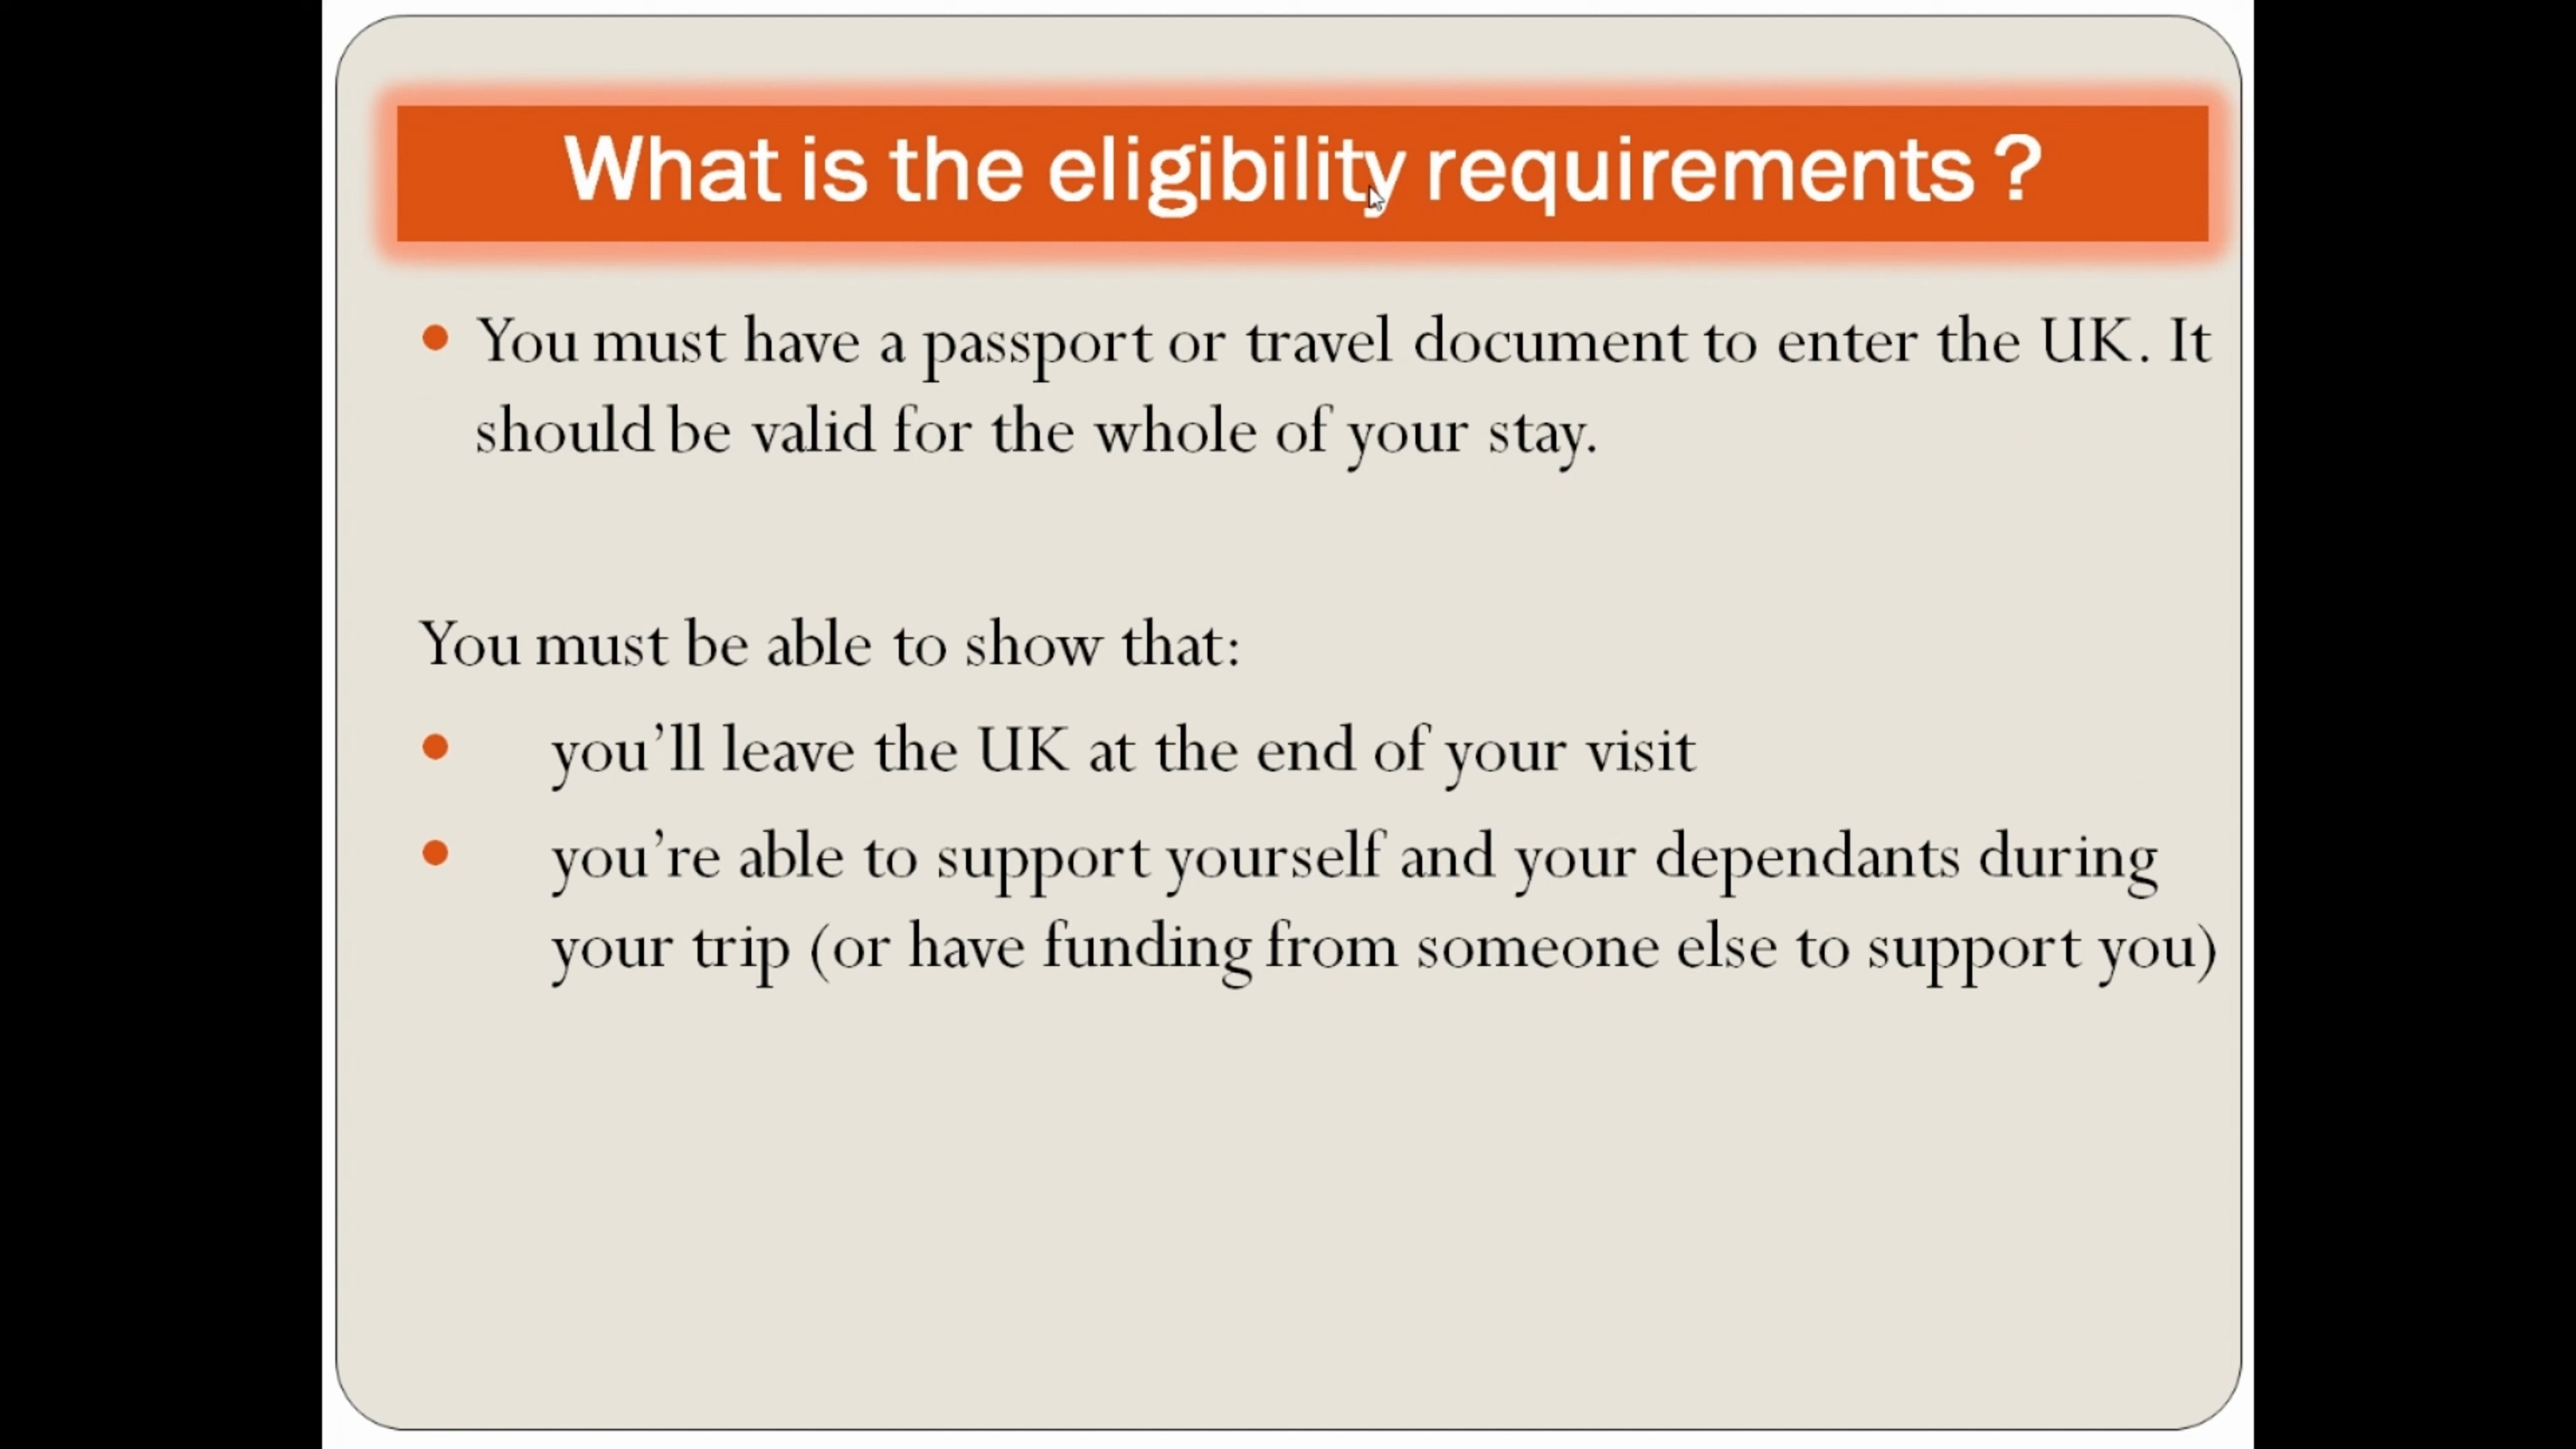 What is the eligibility requirements ?
You must have a passport or travel document to enter the UK. It
should be valid for the whole of your stay.
You must be able to show that:
you’ll leave the UK at the end of your visit
you’re able to support yourself and your dependants during
your trip (or have funding from someone else to support you)